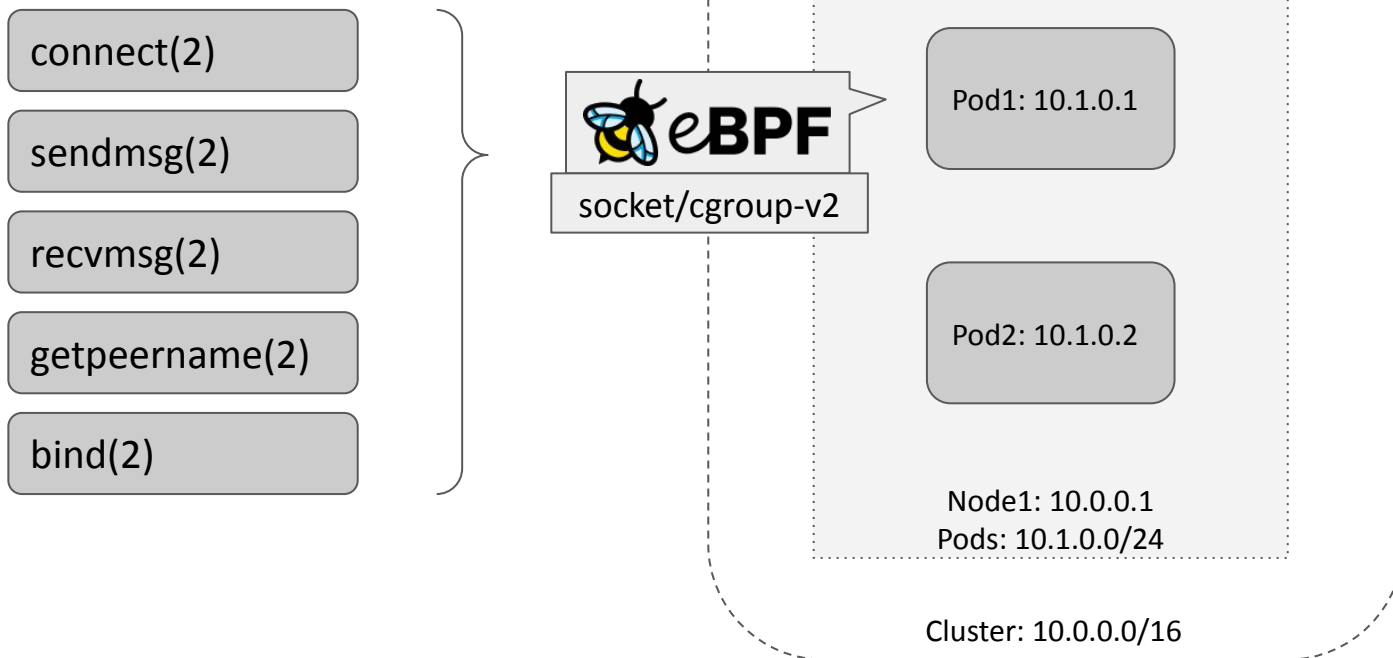 connect(2)
sendmsg(2)
recvmsg(2)
getpeername(2)
bind(2)
eBPF
socket/cgroup-v2
Pod1: 10.1.0.1
Pod2: 10.1.0.2
Node1: 10.0.0.1
Pods: 10.1.0.0/24
Cluster: 10.0.0.0/16